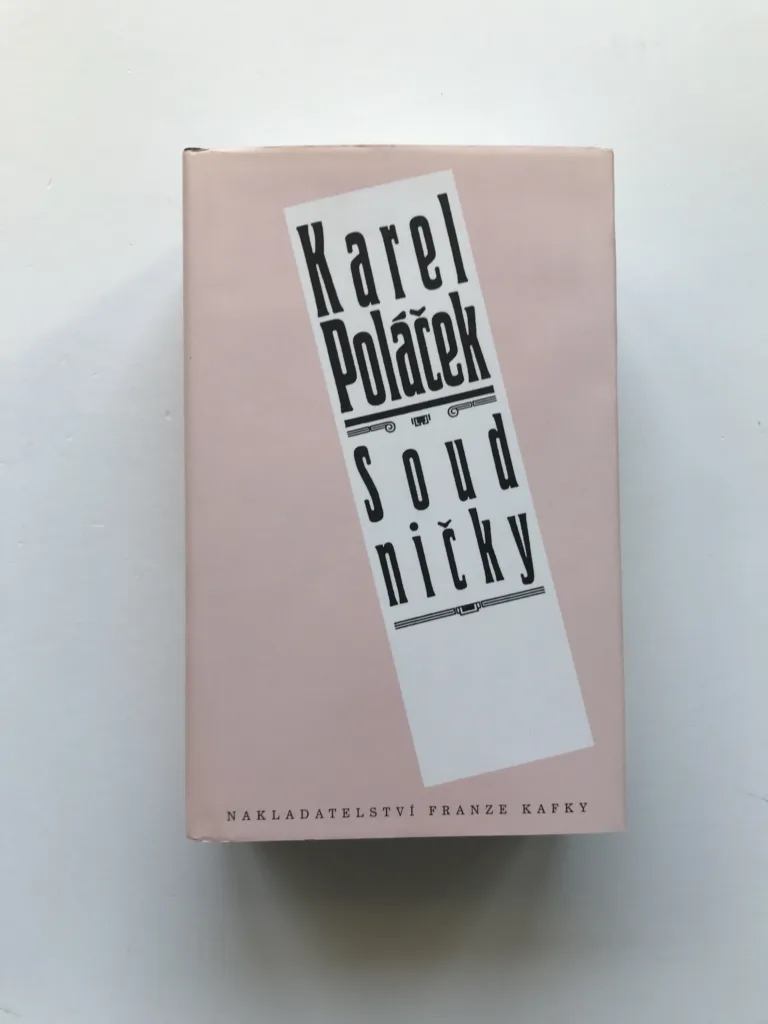 Karel
Poláček
Soud
ničky
NAKLADATELSTVÍ FRANZE KAFKY